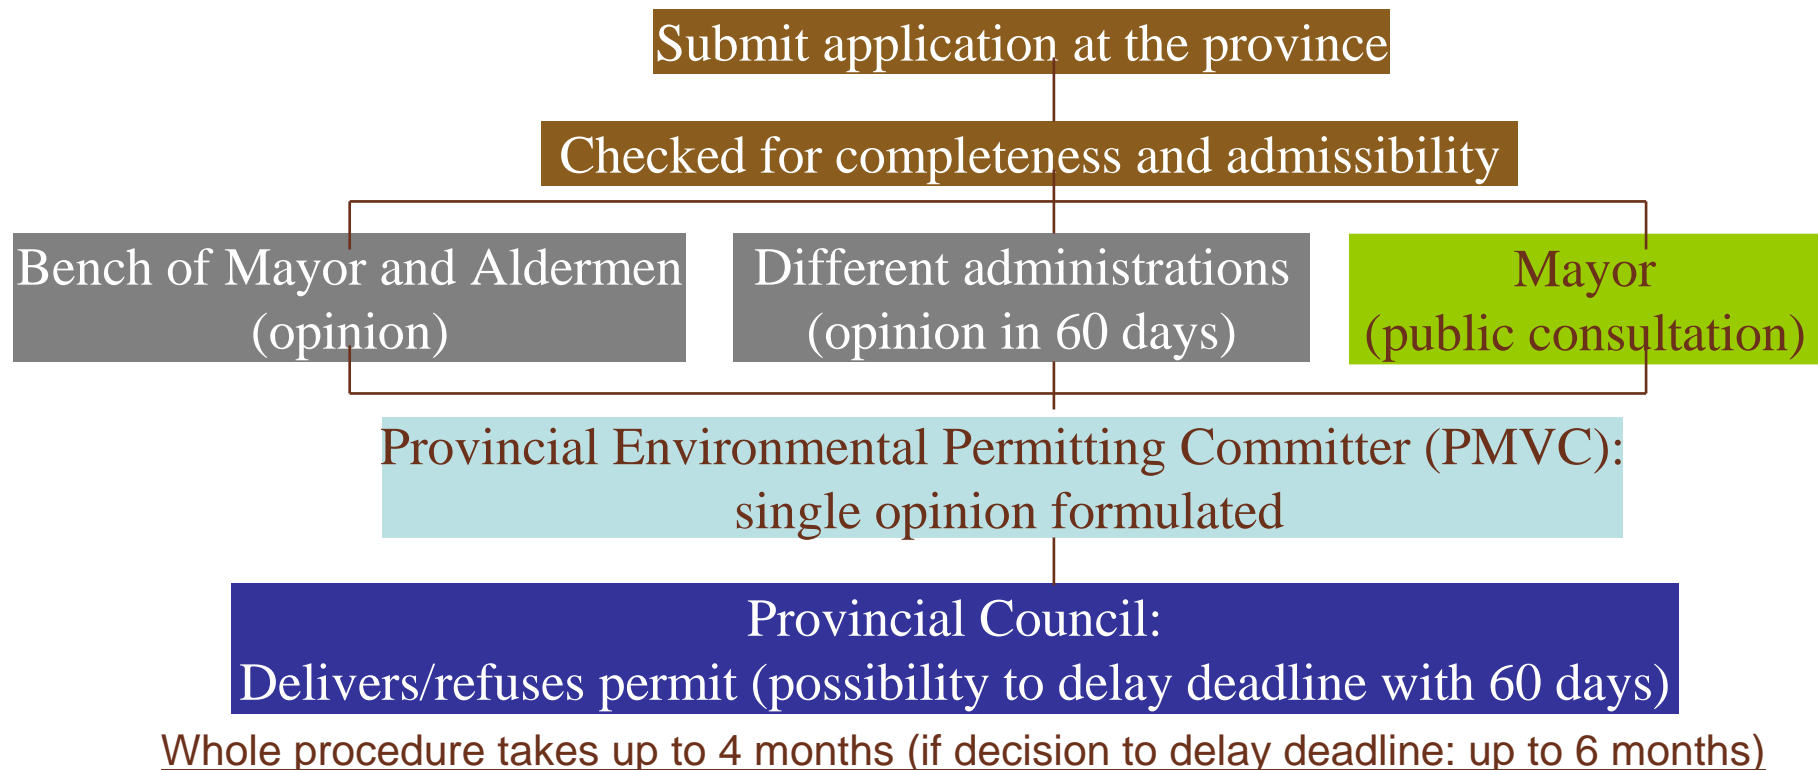 Submit application at the province
Checked for completeness and admissibility
Bench of Mayor and Aldermen
(opinion)
Different administrations
(opinion in 60 days)
Mayor
(public consultation)
Provincial Environmental Permitting Committer (PMVC):
single opinion formulated
Provincial Council:
Delivers/refuses permit (possibility to delay deadline with 60 days)
Whole procedure takes up to 4 months (if decision to delay deadline: up to 6 months)